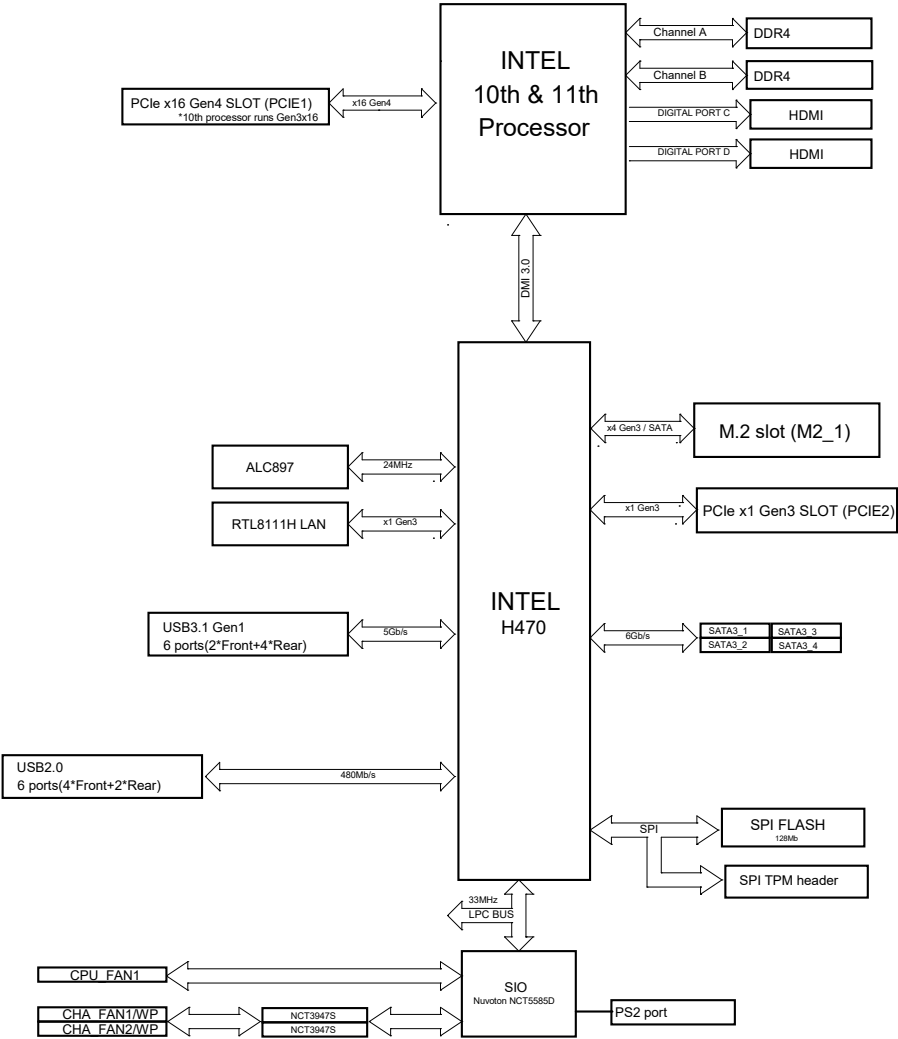 INTEL
10th & 11th
Processor
Channel A
DDR4
Channel B
DDR4
DIGITAL PORT C
HDMI
DIGITAL PORT D
HDMI
PCIe x16 Gen4 SLOT (PCIE1)
*10th processor runs Gen3x16
x16 Gen4
DMI 3.0
INTEL
H470
x4 Gen3 / SATA
M.2 slot (M2_1)
ALC897
24MHz
x1 Gen3
PCIe x1 Gen3 SLOT (PCIE2)
RTL8111H LAN
x1 Gen3
USB3.1 Gen1
6 ports(2*Front+4*Rear)
5Gb/s
6Gb/s
SATA3_1
SATA3_3
SATA3_2
SATA3_4
USB2.0
6 ports(4*Front+2*Rear)
480Mb/s
SPI
SPI FLASH
128Mb
SPI TPM header
33MHz
LPC BUS
CPU_FAN1
SIO
Nuvoton NCT5585D
PS2 port
CHA_FAN1/WP
CHA_FAN2/WP
NCT3947S
NCT3947S